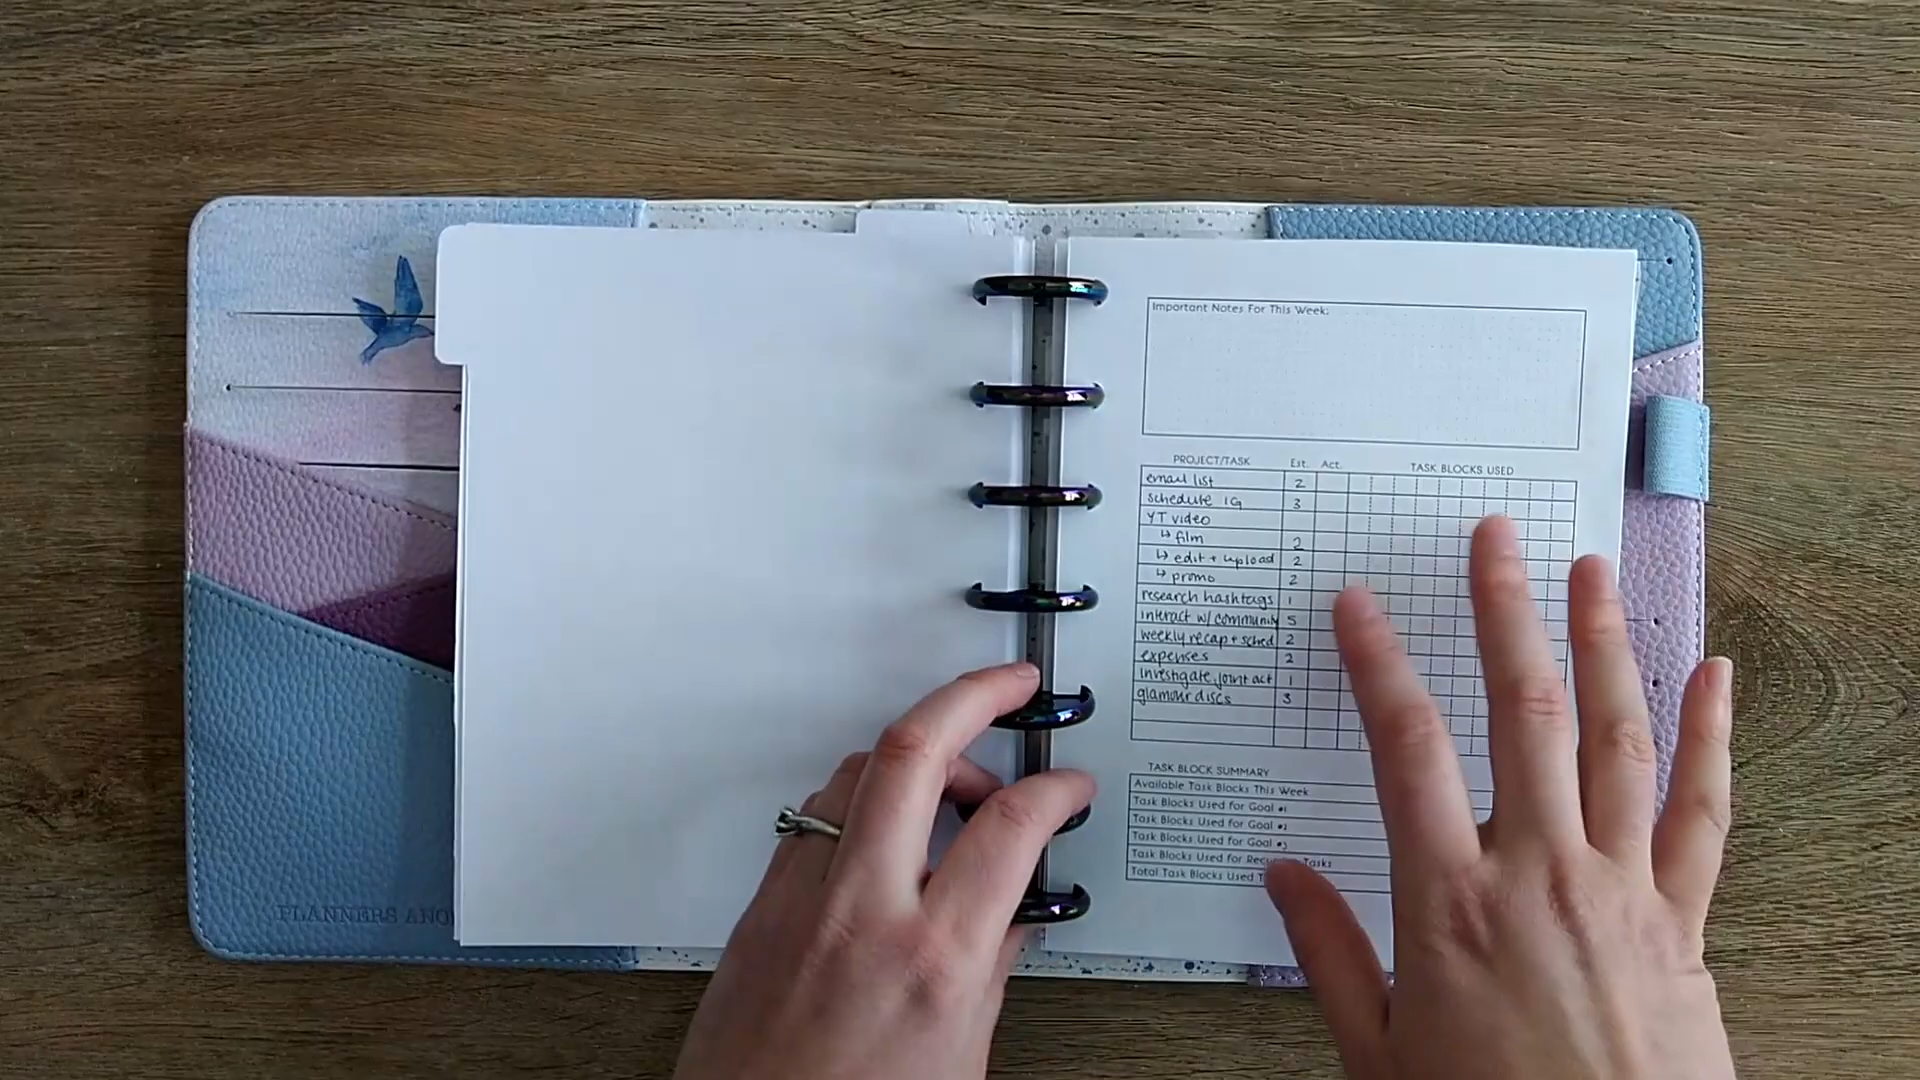 Important Notes For This Week:
PROJECT/TASK Est. Act. TASK BLOCKS USED
email list 2
schedule IG 3
YT video
↳ film 2
↳ edit + upload 2
↳ promo 2
research hashtags 1
interact w/ community 5
weekly recap + sched 2
expenses 2
investigate joint act 1
glamour discs 3
TASK BLOCK SUMMARY
Available Task Blocks This Week
Task Blocks Used for Goal #1
Task Blocks Used for Goal #2
Task Blocks Used for Goal #3
Task Blocks Used for Tasks
Total Task Blocks Used
PLANNERS